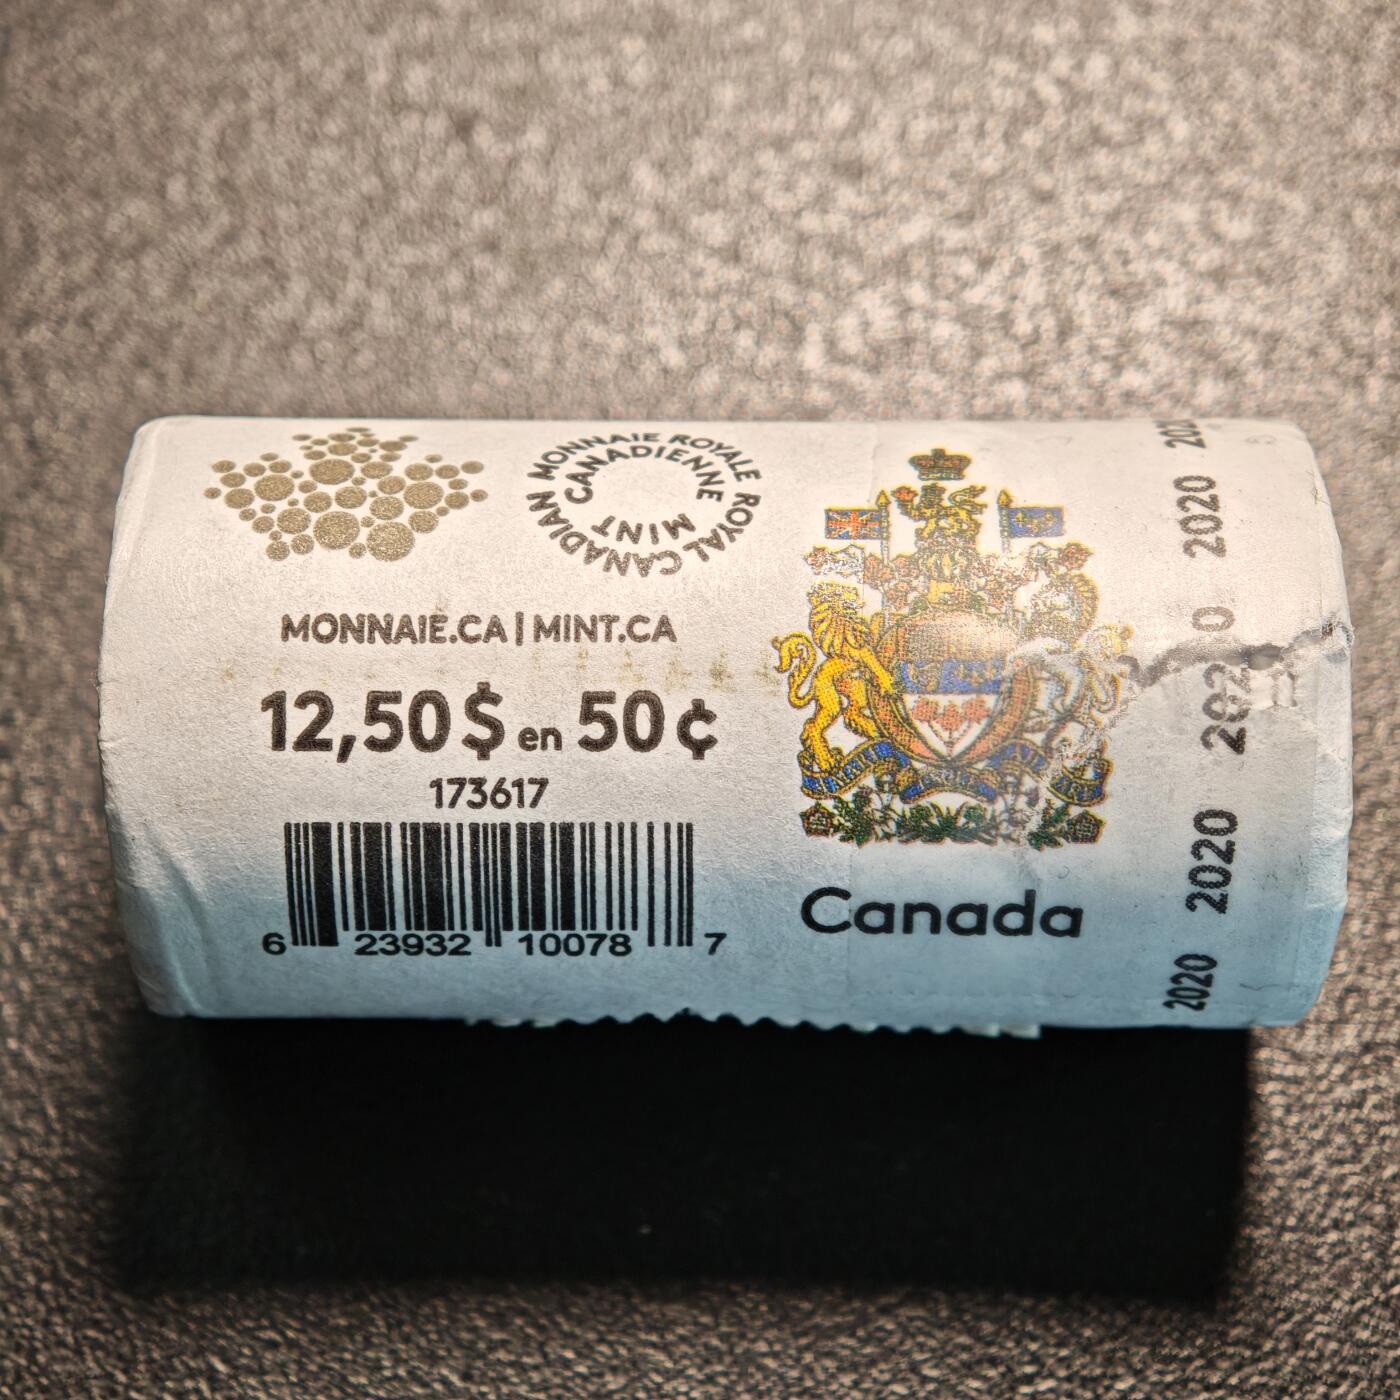 MONNAIE ROYALE CANADIENNE
ROYAL CANADIAN MINT
MONNAIE.CA | MINT.CA
12,50 $ en 50 ¢
173617
6 23932 10078 7
Canada
2020
2020
2020
2020